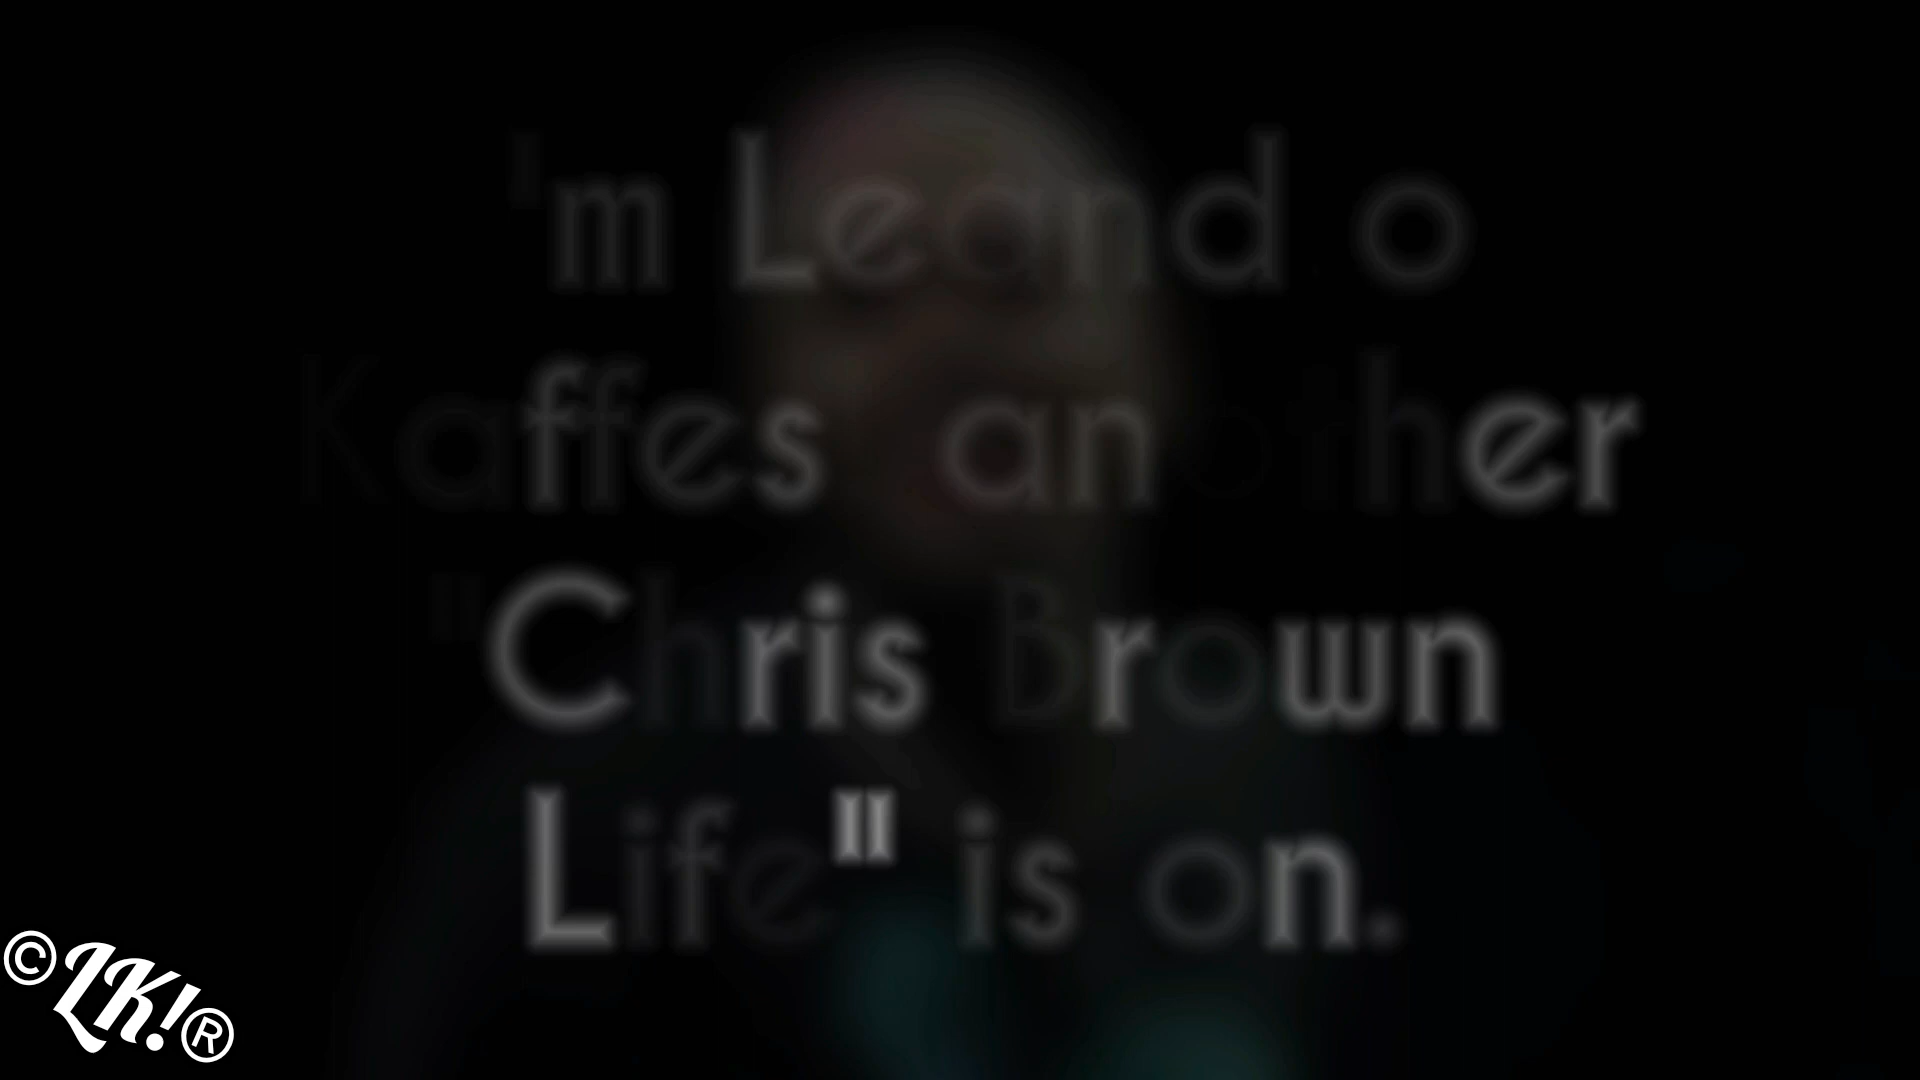 'm Leand o
Kaffes another
"Chris Brown
Life" is on.
©LK!®